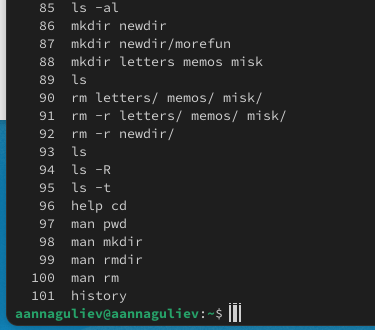 85 ls -al
86 mkdir newdir
87 mkdir newdir/morefun
88 mkdir letters memos misk
89 ls
90 rm letters/ memos/ misk/
91 rm -r letters/ memos/ misk/
92 rm -r newdir/
93 ls
94 ls -R
95 ls -t
96 help cd
97 man pwd
98 man mkdir
99 man rmdir
100 man rm
101 history
aannaguliev@aannaguliev:~$